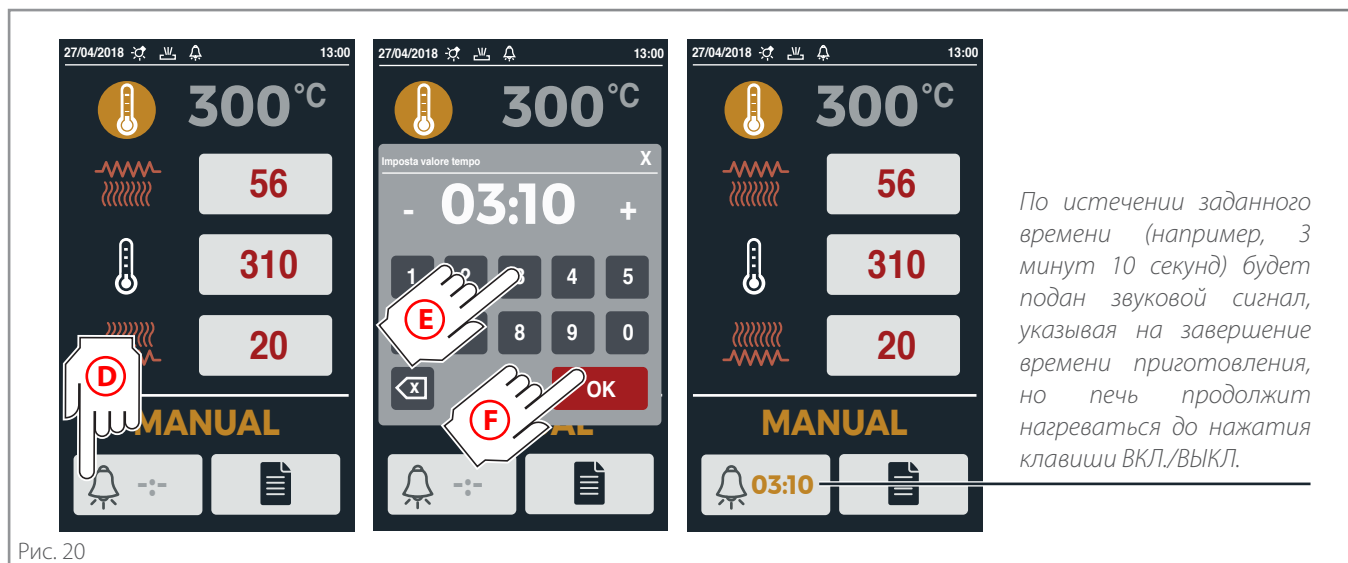 27/04/2018 13:00
300°C
56
310
20
D
MANUAL
-:-
27/04/2018 13:00
300°C
Imposta valore tempo X
- 03:10 +
1 2 3 4 5
E
8 9 0
X OK
F
AL
-:-
27/04/2018 13:00
300°C
56
310
20
MANUAL
03:10
По истечении заданного
времени (например, 3
минут 10 секунд) будет
подан звуковой сигнал,
указывая на завершение
времени приготовления,
но печь продолжит
нагреваться до нажатия
клавиши ВКЛ./ВЫКЛ.
Рис. 20